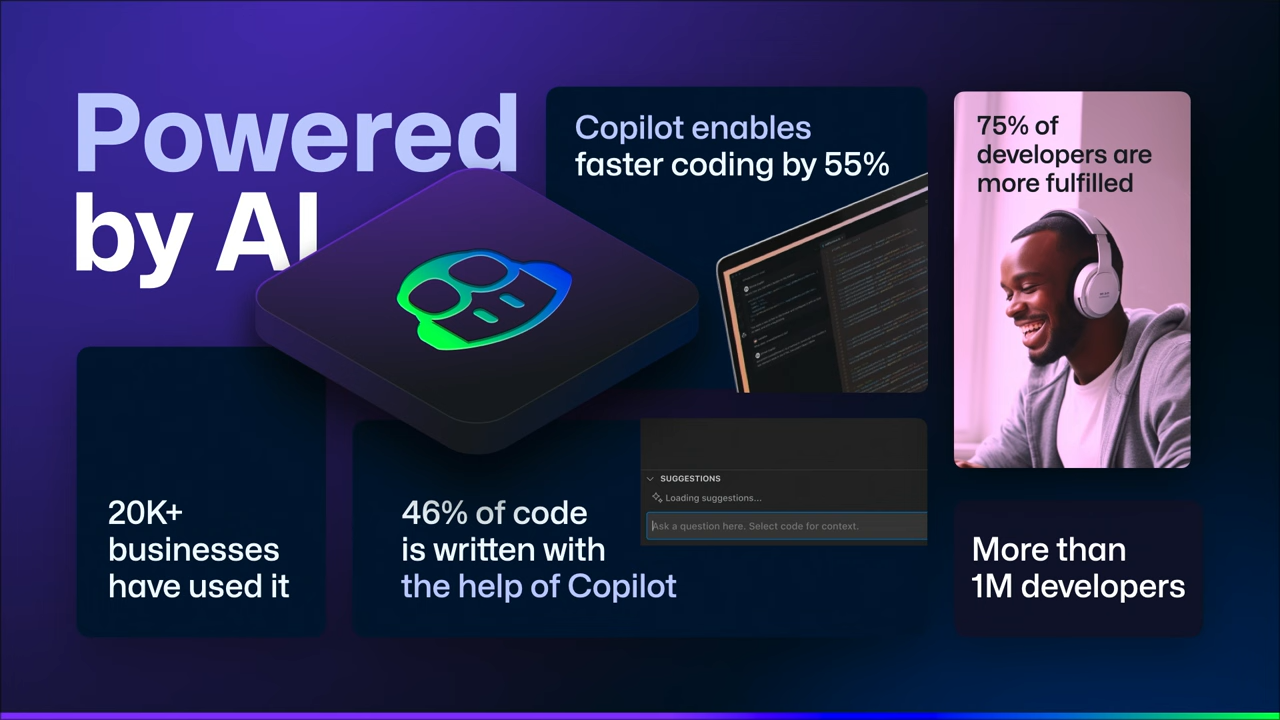 Powered
by AI
Copilot enables
faster coding by 55%
75% of
developers are
more fulfilled
20K+
businesses
have used it
46% of code
is written with
the help of Copilot
SUGGESTIONS
Loading suggestions...
Ask a question here. Select code for context.
More than
1M developers